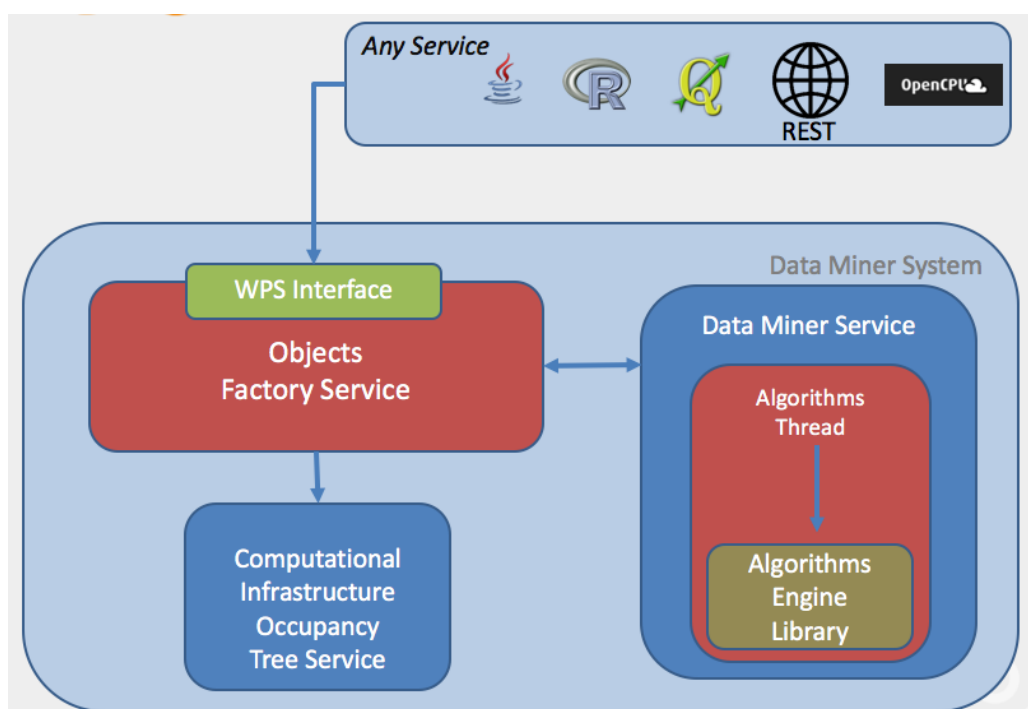 Any Service
R
Q
REST
OpenCPU
Data Miner System
WPS Interface
Objects
Factory Service
Data Miner Service
Algorithms
Thread
Computational
Infrastructure
Occupancy
Tree Service
Algorithms
Engine
Library